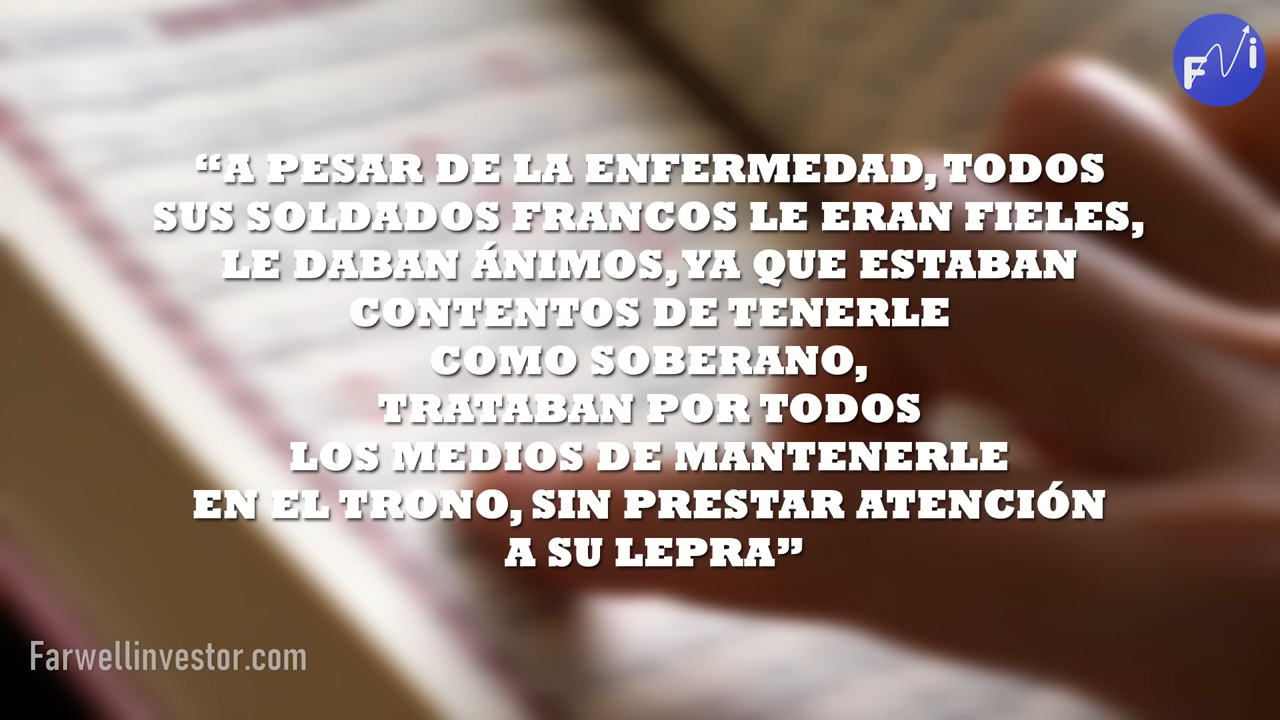 FNi
“A PESAR DE LA ENFERMEDAD, TODOS
SUS SOLDADOS FRANCOS LE ERAN FIELES,
LE DABAN ÁNIMOS, YA QUE ESTABAN
CONTENTOS DE TENERLE
COMO SOBERANO,
TRATABAN POR TODOS
LOS MEDIOS DE MANTENERLE
EN EL TRONO, SIN PRESTAR ATENCIÓN
A SU LEPRA”
Farwellinvestor.com